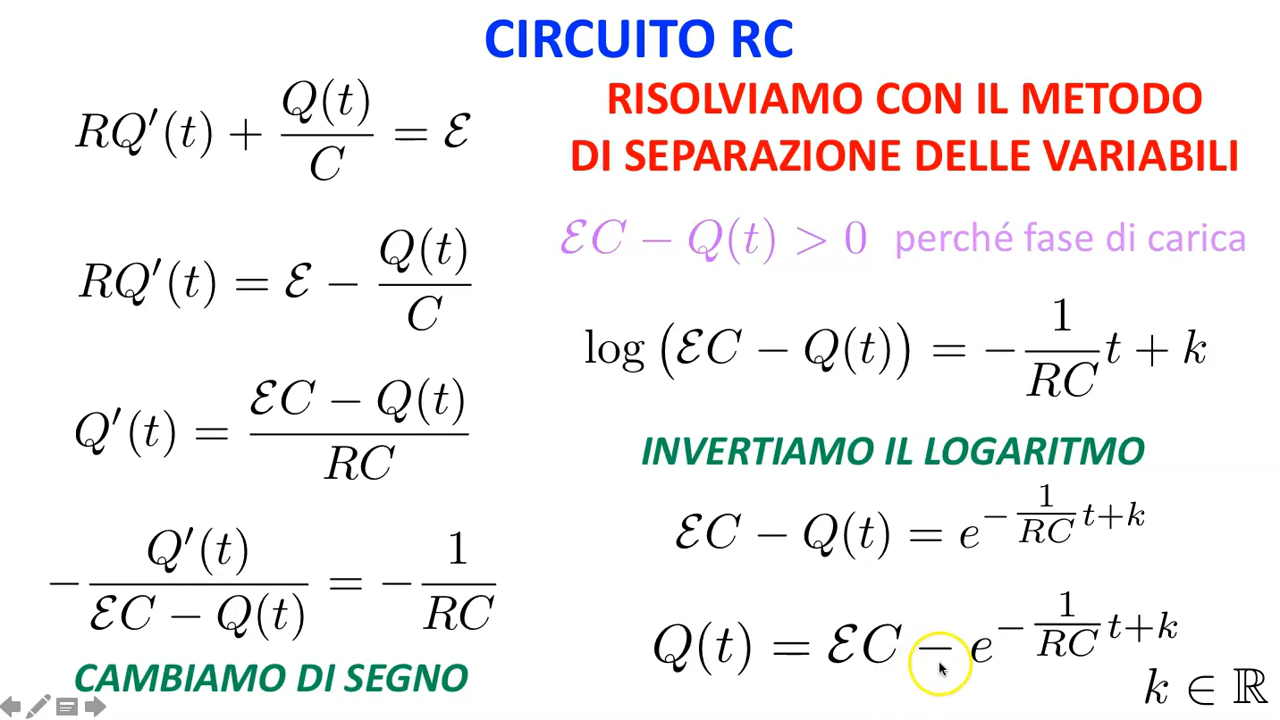 CIRCUITO RC
RQ′(t) + Q(t)/C = ℰ
RQ′(t) = ℰ − Q(t)/C
Q′(t) = (ℰC − Q(t))/(RC)
−Q′(t)/(ℰC − Q(t)) = −1/(RC)
CAMBIAMO DI SEGNO
RISOLVIAMO CON IL METODO
DI SEPARAZIONE DELLE VARIABILI
ℰC − Q(t) > 0 perché fase di carica
log (ℰC − Q(t)) = −1/(RC) t + k
INVERTIAMO IL LOGARITMO
ℰC − Q(t) = e^(−1/(RC) t+k)
Q(t) = ℰC − e^(−1/(RC) t+k)
k ∈ ℝ